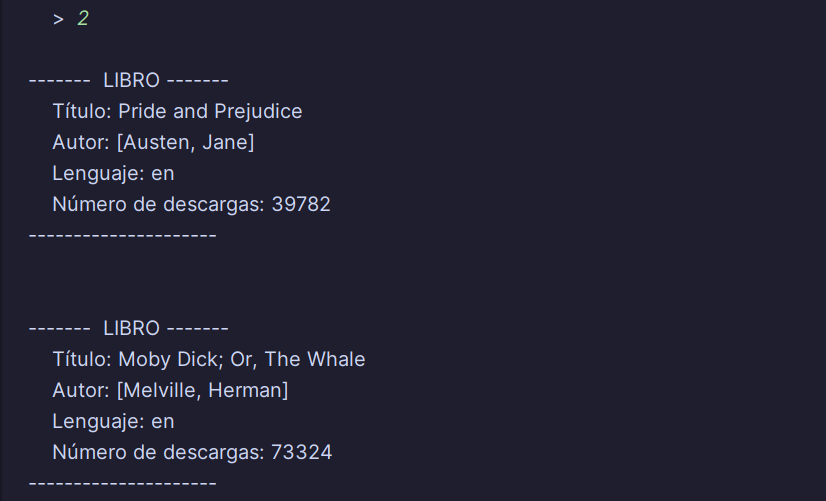 > 2
------- LIBRO -------
Título: Pride and Prejudice
Autor: [Austen, Jane]
Lenguaje: en
Número de descargas: 39782
---------------------
------- LIBRO -------
Título: Moby Dick; Or, The Whale
Autor: [Melville, Herman]
Lenguaje: en
Número de descargas: 73324
---------------------